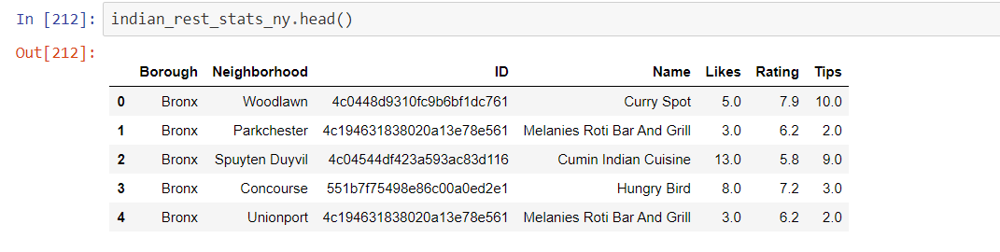 In [212]: indian_rest_stats_ny.head()
Out[212]:
Borough Neighborhood ID Name Likes Rating Tips
0 Bronx Woodlawn 4c0448d9310fc9b6bf1dc761 Curry Spot 5.0 7.9 10.0
1 Bronx Parkchester 4c194631838020a13e78e561 Melanies Roti Bar And Grill 3.0 6.2 2.0
2 Bronx Spuyten Duyvil 4c04544df423a593ac83d116 Cumin Indian Cuisine 13.0 5.8 9.0
3 Bronx Concourse 551b7f75498e86c00a0ed2e1 Hungry Bird 8.0 7.2 3.0
4 Bronx Unionport 4c194631838020a13e78e561 Melanies Roti Bar And Grill 3.0 6.2 2.0